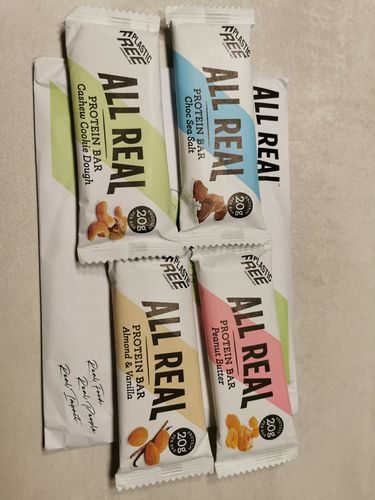 PLASTIC
FREE
ALL REAL
PROTEIN BAR
Cashew Cookie Dough
20g
PLASTIC
FREE
ALL REAL
PROTEIN BAR
Choc Sea Salt
20g
ALL REAL
PLASTIC
FREE
ALL REAL
PROTEIN BAR
Almond & Vanilla
20g
PLASTIC
FREE
ALL REAL
PROTEIN BAR
Peanut Butter
20g
Real Food
Real People
Real Impact